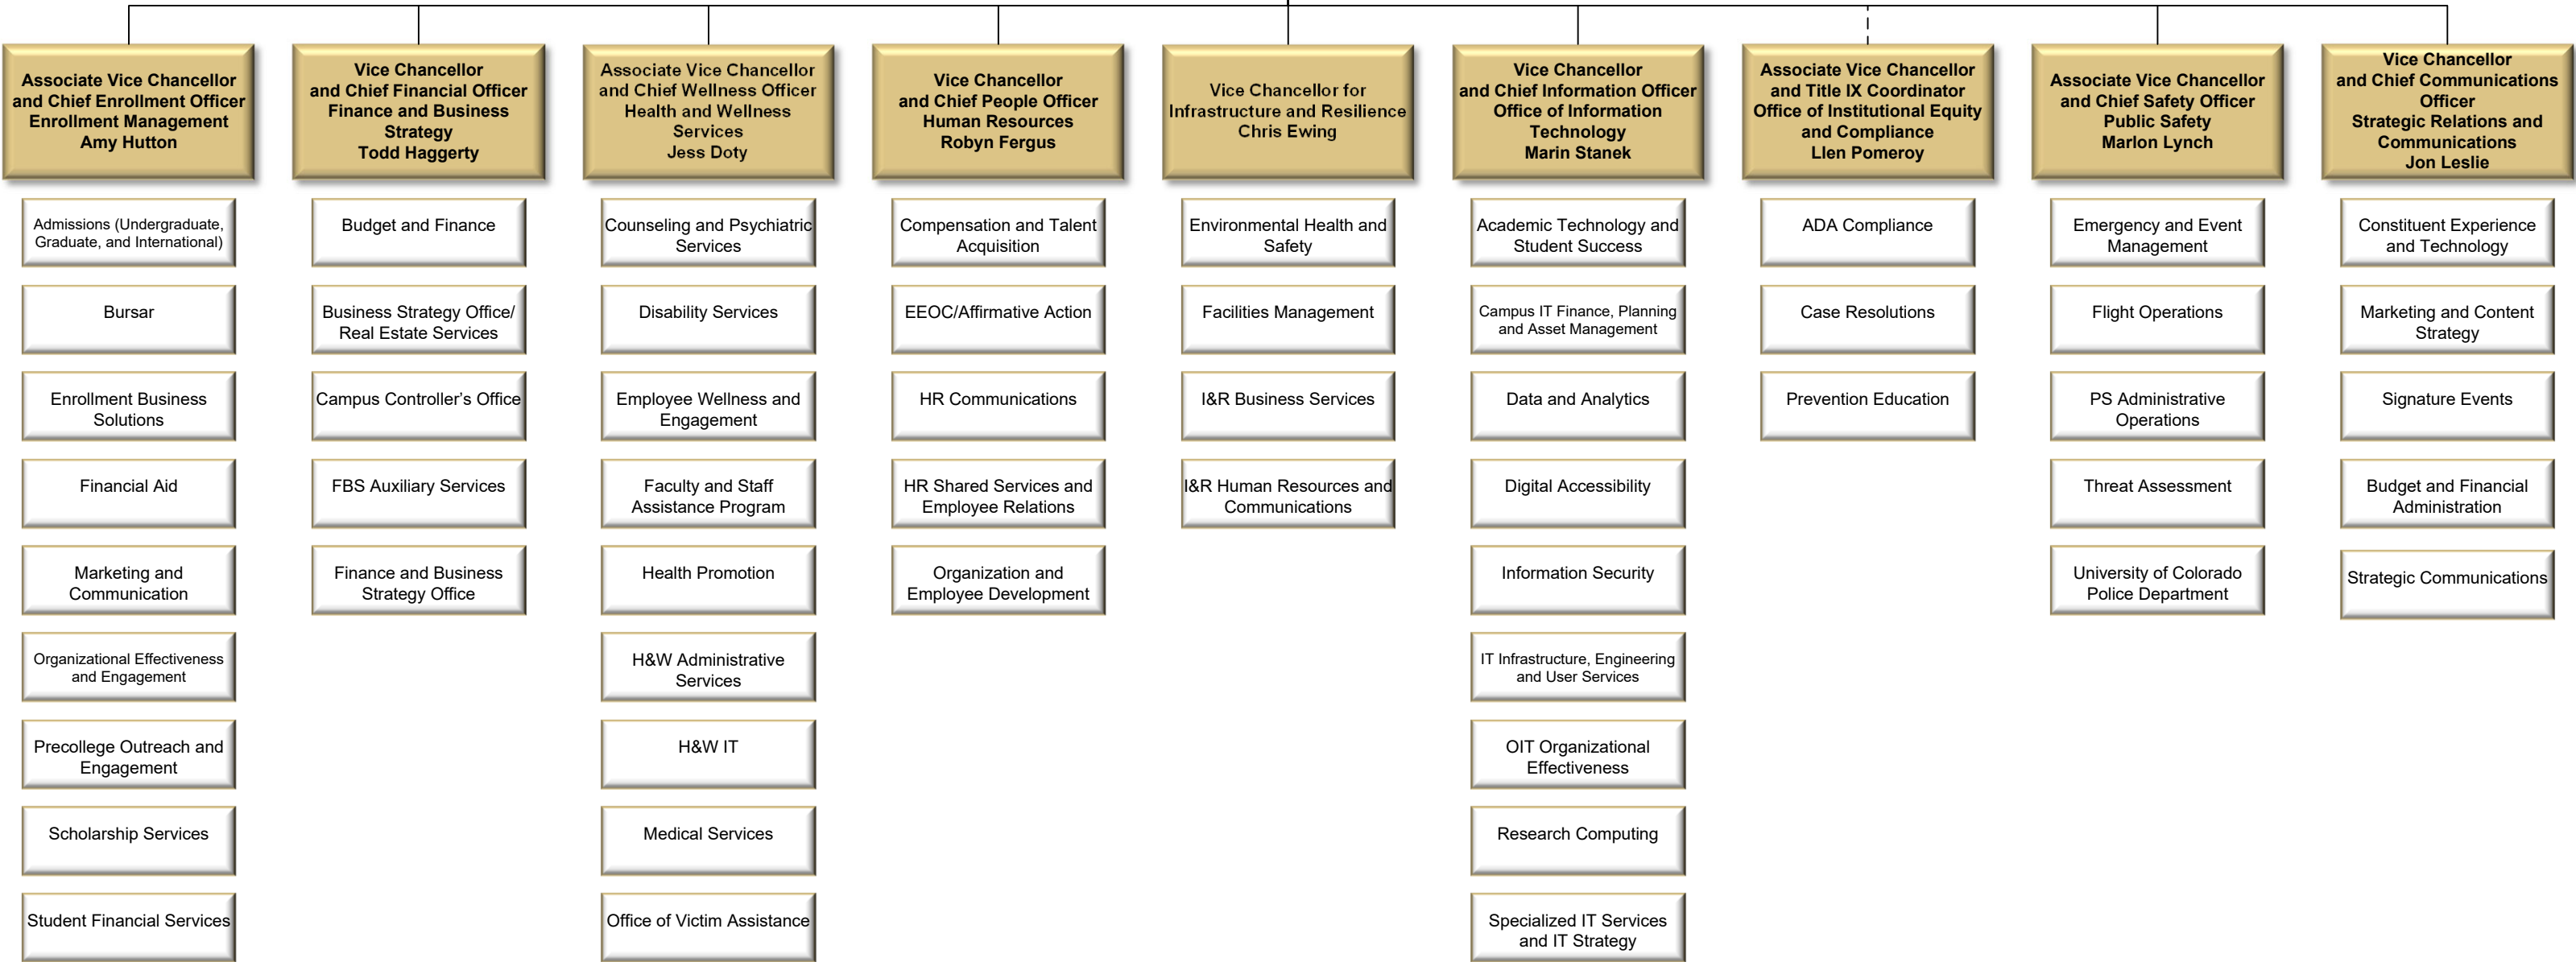 Associate Vice Chancellor
and Chief Enrollment Officer
Enrollment Management
Amy Hutton
Admissions (Undergraduate,
Graduate, and International)
Bursar
Enrollment Business
Solutions
Financial Aid
Marketing and
Communication
Organizational Effectiveness
and Engagement
Precollege Outreach and
Engagement
Scholarship Services
Student Financial Services
Vice Chancellor
and Chief Financial Officer
Finance and Business
Strategy
Todd Haggerty
Budget and Finance
Business Strategy Office/
Real Estate Services
Campus Controller’s Office
FBS Auxiliary Services
Finance and Business
Strategy Office
Associate Vice Chancellor
and Chief Wellness Officer
Health and Wellness
Services
Jess Doty
Counseling and Psychiatric
Services
Disability Services
Employee Wellness and
Engagement
Faculty and Staff
Assistance Program
Health Promotion
H&W Administrative
Services
H&W IT
Medical Services
Office of Victim Assistance
Vice Chancellor
and Chief People Officer
Human Resources
Robyn Fergus
Compensation and Talent
Acquisition
EEOC/Affirmative Action
HR Communications
HR Shared Services and
Employee Relations
Organization and
Employee Development
Vice Chancellor for
Infrastructure and Resilience
Chris Ewing
Environmental Health and
Safety
Facilities Management
I&R Business Services
I&R Human Resources and
Communications
Vice Chancellor
and Chief Information Officer
Office of Information
Technology
Marin Stanek
Academic Technology and
Student Success
Campus IT Finance, Planning
and Asset Management
Data and Analytics
Digital Accessibility
Information Security
IT Infrastructure, Engineering
and User Services
OIT Organizational
Effectiveness
Research Computing
Specialized IT Services
and IT Strategy
Associate Vice Chancellor
and Title IX Coordinator
Office of Institutional Equity
and Compliance
Llen Pomeroy
ADA Compliance
Case Resolutions
Prevention Education
Associate Vice Chancellor
and Chief Safety Officer
Public Safety
Marlon Lynch
Emergency and Event
Management
Flight Operations
PS Administrative
Operations
Threat Assessment
University of Colorado
Police Department
Vice Chancellor
and Chief Communications
Officer
Strategic Relations and
Communications
Jon Leslie
Constituent Experience
and Technology
Marketing and Content
Strategy
Signature Events
Budget and Financial
Administration
Strategic Communications